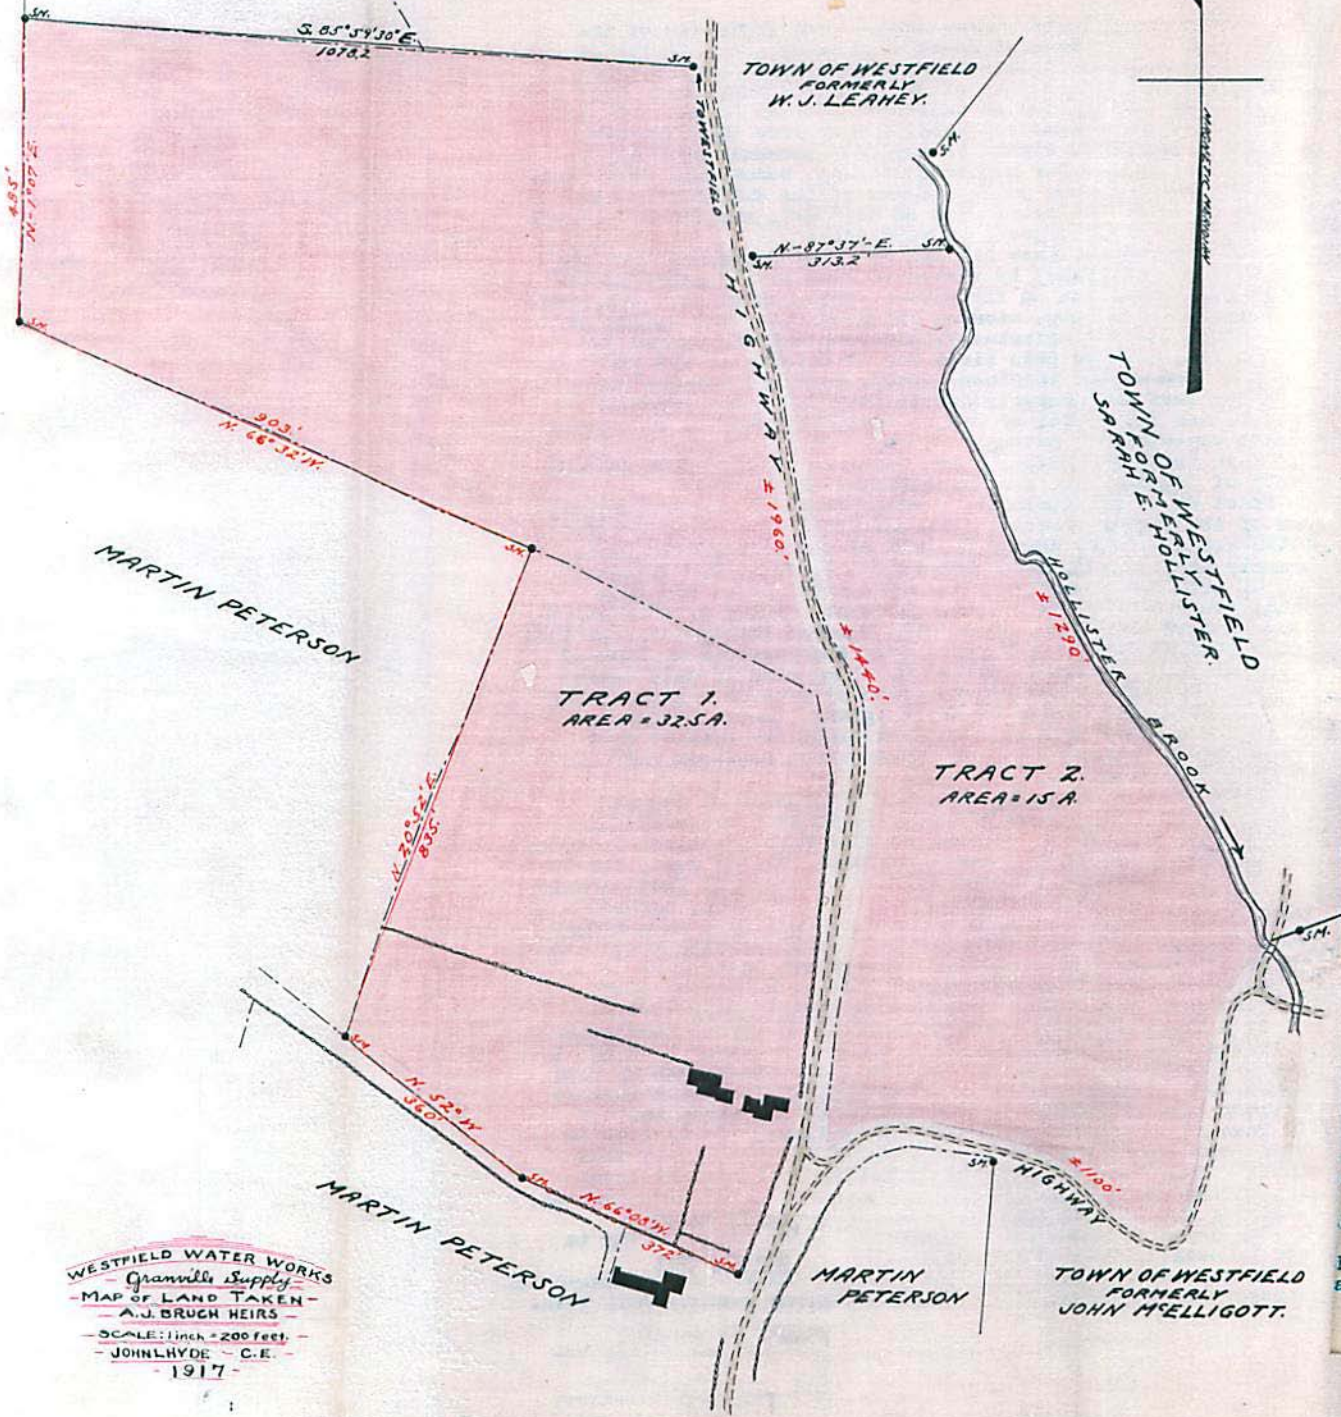 S.M.
S. 85°54'30" E.
1078.2
S.M.
TOWN OF WESTFIELD
FORMERLY
W. J. LEAHEY.
S.M.
MAGNETIC MERIDIAN
TO WESTFIELD
485'
N-1°07'E.
N.-87°37'-E.
313.2'
S.M.
S.M.
S.M.
HIGHWAY
± 1960.'
903.'
N. 66°32'W.
S.M.
TOWN OF WESTFIELD
FORMERLY
SARAH E. HOLLISTER.
MARTIN PETERSON
HOLLISTER BROOK
± 1290.'
± 1440.'
TRACT 1.
AREA = 32.5A.
TRACT 2.
AREA = 15 A.
N. 20°52' E.
835.'
S.M.
S.M.
N. 52° W
360'
S.M.
N. 66°08' W.
372'
S.M.
S.M.
HIGHWAY
± 1100'
MARTIN PETERSON
MARTIN
PETERSON
TOWN OF WESTFIELD
FORMERLY
JOHN McELLIGOTT.
WESTFIELD WATER WORKS
- Granville Supply -
- MAP OF LAND TAKEN -
- A. J. BRUCH HEIRS -
- SCALE: 1 inch = 200 feet. -
- JOHN L HYDE - C.E. -
- 1917 -